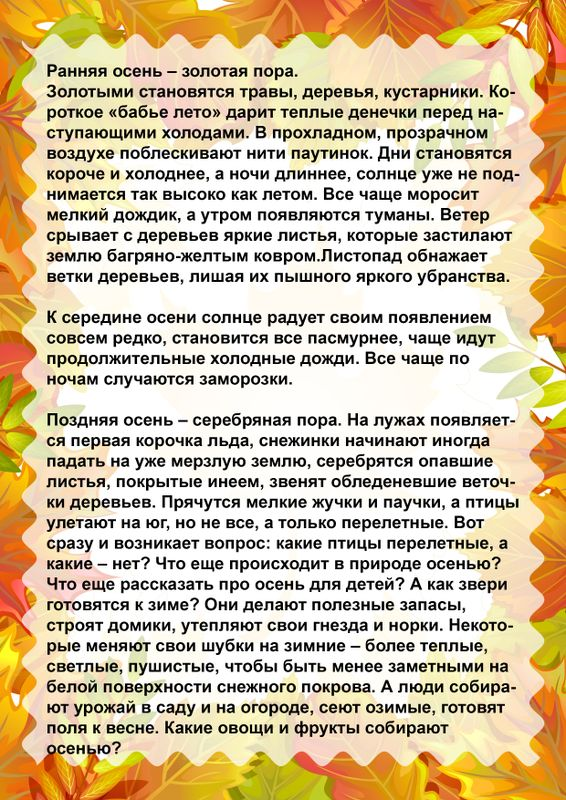 Ранняя осень – золотая пора.
Золотыми становятся травы, деревья, кустарники. Ко-
роткое «бабье лето» дарит теплые денечки перед на-
ступающими холодами. В прохладном, прозрачном
воздухе поблескивают нити паутинок. Дни становятся
короче и холоднее, а ночи длиннее, солнце уже не под-
нимается так высоко как летом. Все чаще моросит
мелкий дождик, а утром появляются туманы. Ветер
срывает с деревьев яркие листья, которые застилают
землю багряно-желтым ковром.Листопад обнажает
ветки деревьев, лишая их пышного яркого убранства.
К середине осени солнце радует своим появлением
совсем редко, становится все пасмурнее, чаще идут
продолжительные холодные дожди. Все чаще по
ночам случаются заморозки.
Поздняя осень – серебряная пора. На лужах появляет-
ся первая корочка льда, снежинки начинают иногда
падать на уже мерзлую землю, серебрятся опавшие
листья, покрытые инеем, звенят обледеневшие веточ-
ки деревьев. Прячутся мелкие жучки и паучки, а птицы
улетают на юг, но не все, а только перелетные. Вот
сразу и возникает вопрос: какие птицы перелетные, а
какие – нет? Что еще происходит в природе осенью?
Что еще рассказать про осень для детей? А как звери
готовятся к зиме? Они делают полезные запасы,
строят домики, утепляют свои гнезда и норки. Некото-
рые меняют свои шубки на зимние – более теплые,
светлые, пушистые, чтобы быть менее заметными на
белой поверхности снежного покрова. А люди собира-
ют урожай в саду и на огороде, сеют озимые, готовят
поля к весне. Какие овощи и фрукты собирают
осенью?